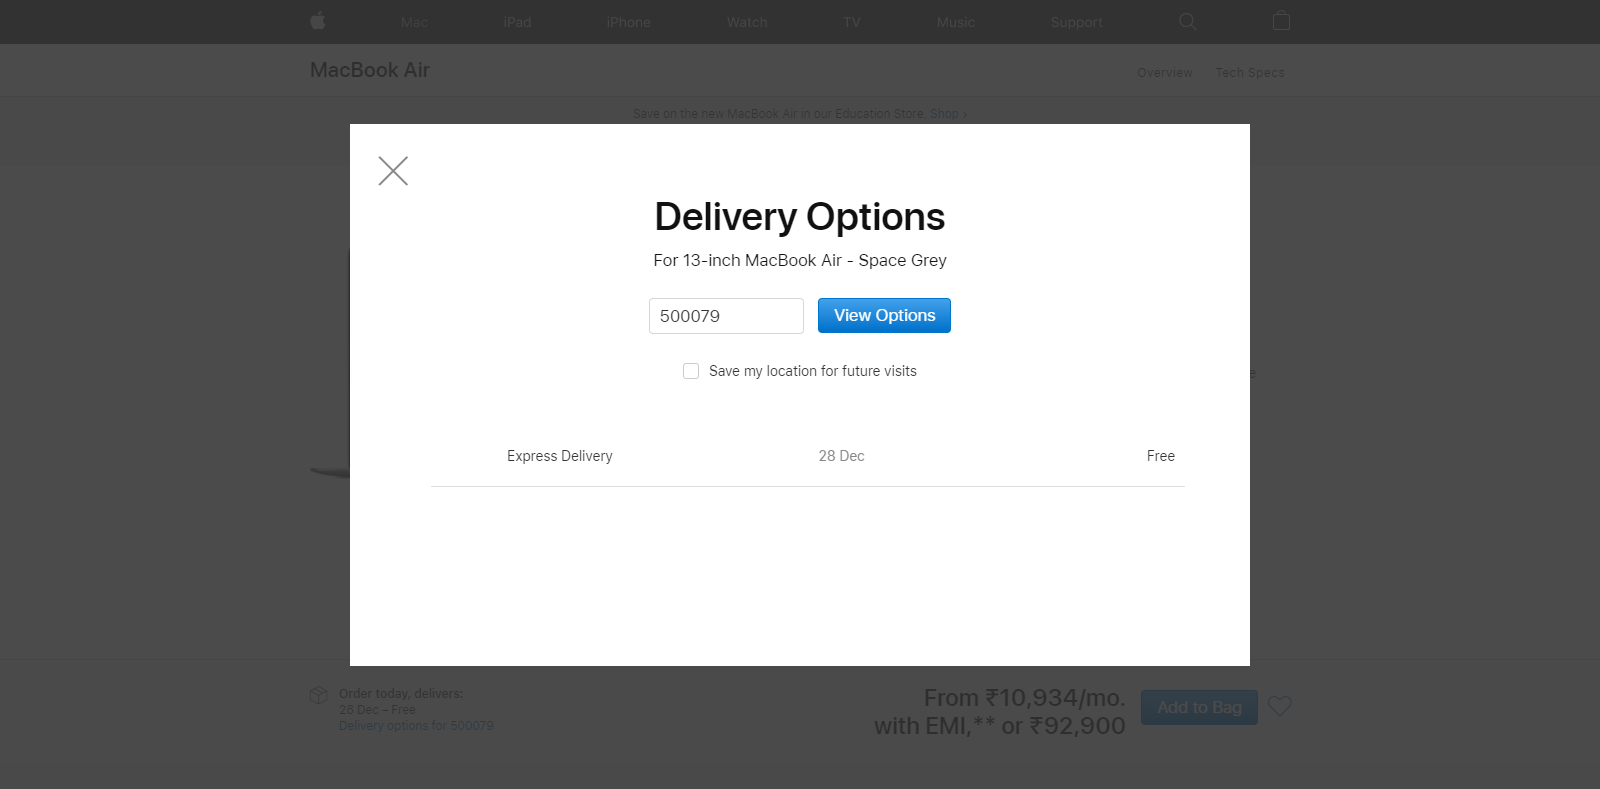 Mac iPad iPhone Watch TV Music Support
MacBook Air
Overview Tech Specs
Save on the new MacBook Air in our Education Store. Shop >
Delivery Options
For 13-inch MacBook Air - Space Grey
500079 View Options
Save my location for future visits
Express Delivery 28 Dec Free
Order today, delivers:
28 Dec – Free
Delivery options for 500079
From ₹10,934/mo.
with EMI,** or ₹92,900
Add to Bag